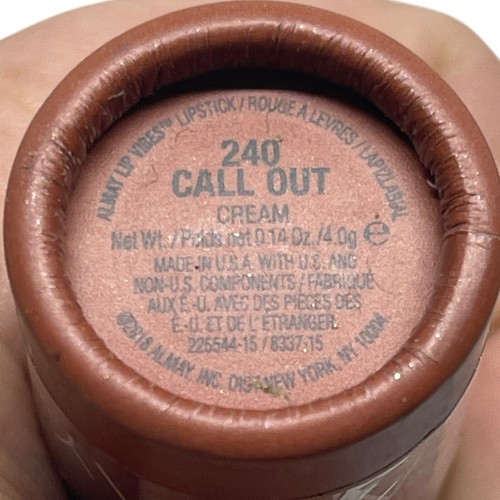 ALMAY LIP VIBES™ LIPSTICK / ROUGE A LEVRES / LAPIZLABIAL
240
CALL OUT
CREAM
Net Wt. / Poids net 0.14 Oz. /4.0g e
MADE IN U.S.A. WITH U.S. AND
NON-U.S. COMPONENTS / FABRIQUÉ
AUX É.-U. AVEC DES PIECES DES
É.-U. ET DE L'ÉTRANGER.
225544-15 / 8337-15
©2018 ALMAY, INC. DIST. NEW YORK, NY 10004.